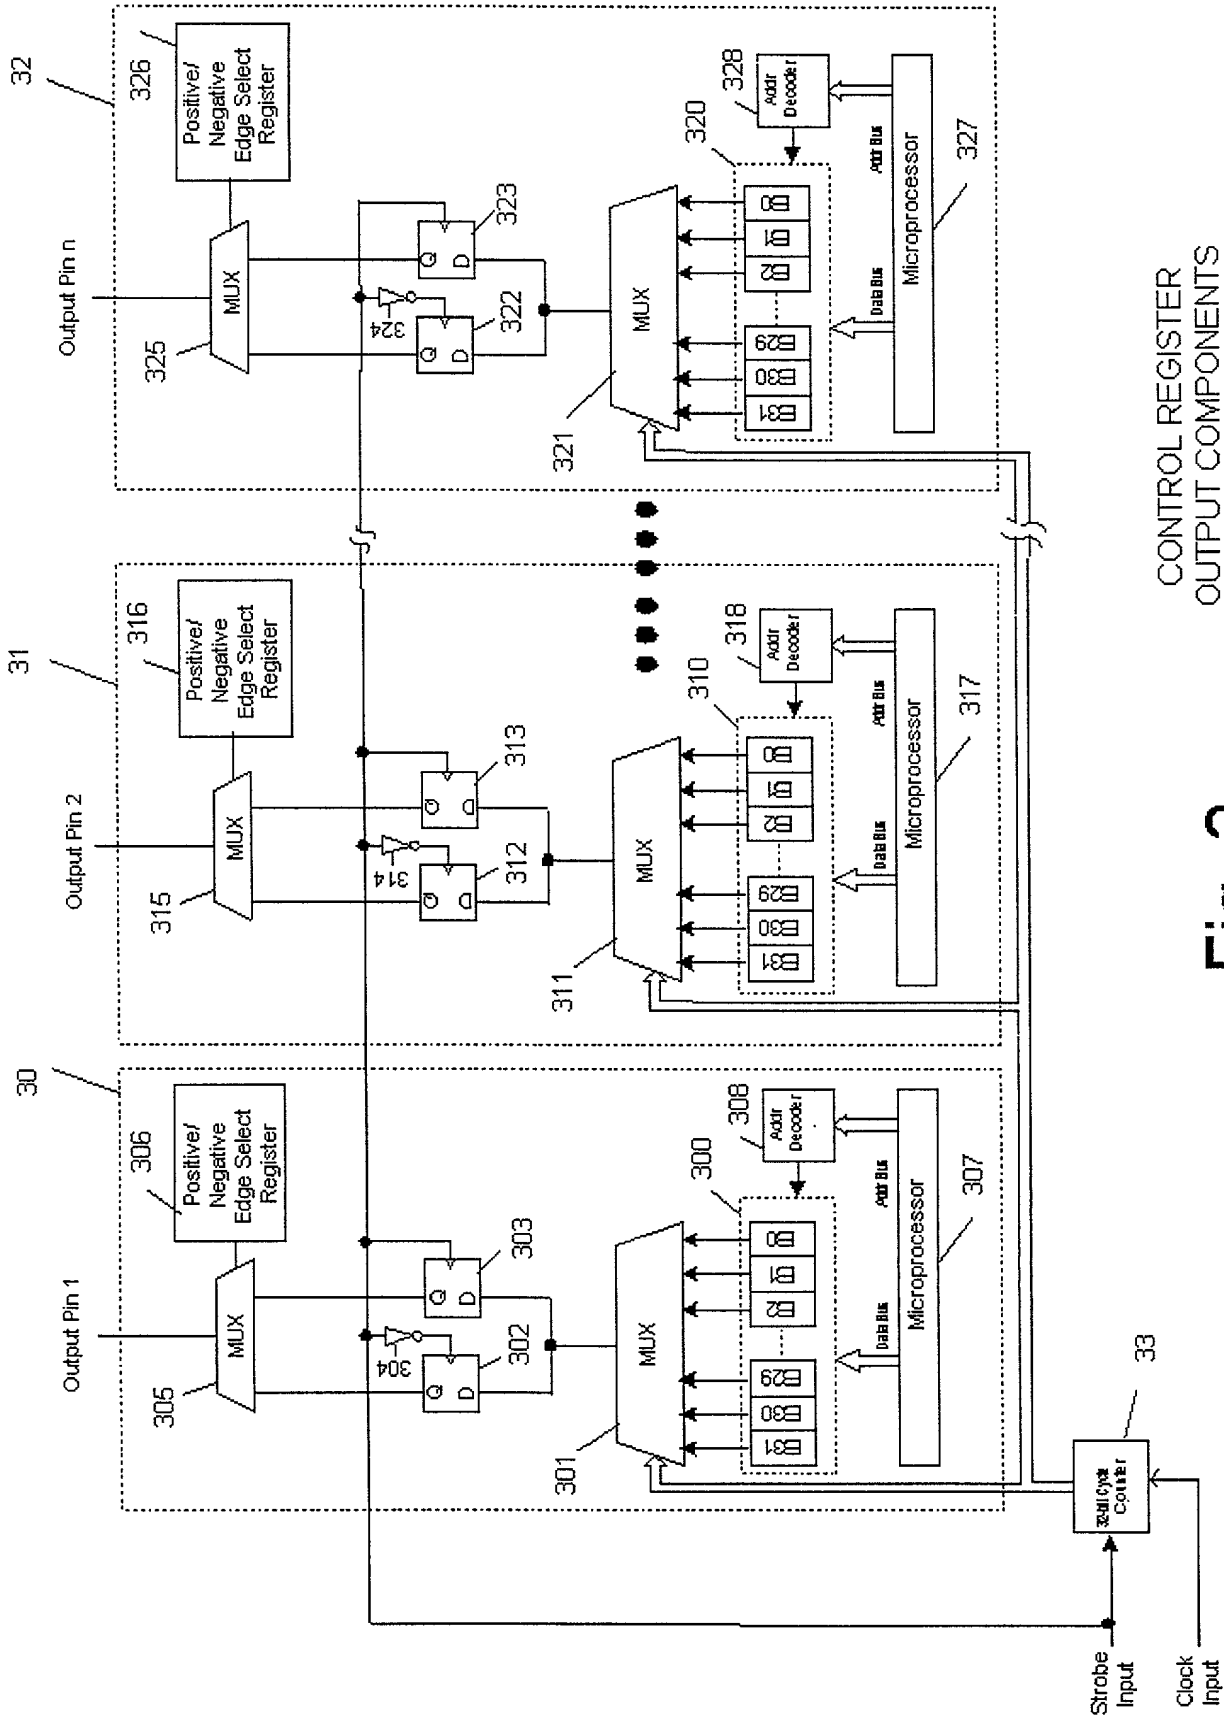 30
Output Pin 1
305
MUX
306
Positive/
Negative
Edge Select
Register
304
302
303
Q
D
Q
D
301
MUX
300
308
Addr
Decoder
B31
B30
B29
B2
B1
B0
Data Bus
Addr Bus
Microprocessor
307
31
Output Pin 2
315
MUX
316
Positive/
Negative
Edge Select
Register
314
312
313
Q
D
Q
D
311
MUX
310
318
Addr
Decoder
B31
B30
B29
B2
B1
B0
Data Bus
Addr Bus
Microprocessor
317
32
Output Pin n
325
MUX
326
Positive/
Negative
Edge Select
Register
324
322
323
Q
D
Q
D
321
MUX
320
328
Addr
Decoder
B31
B30
B29
B2
B1
B0
Data Bus
Addr Bus
Microprocessor
327
Strobe
Input
Clock
Input
32-bit Cycle
Counter
33
CONTROL REGISTER
OUTPUT COMPONENTS